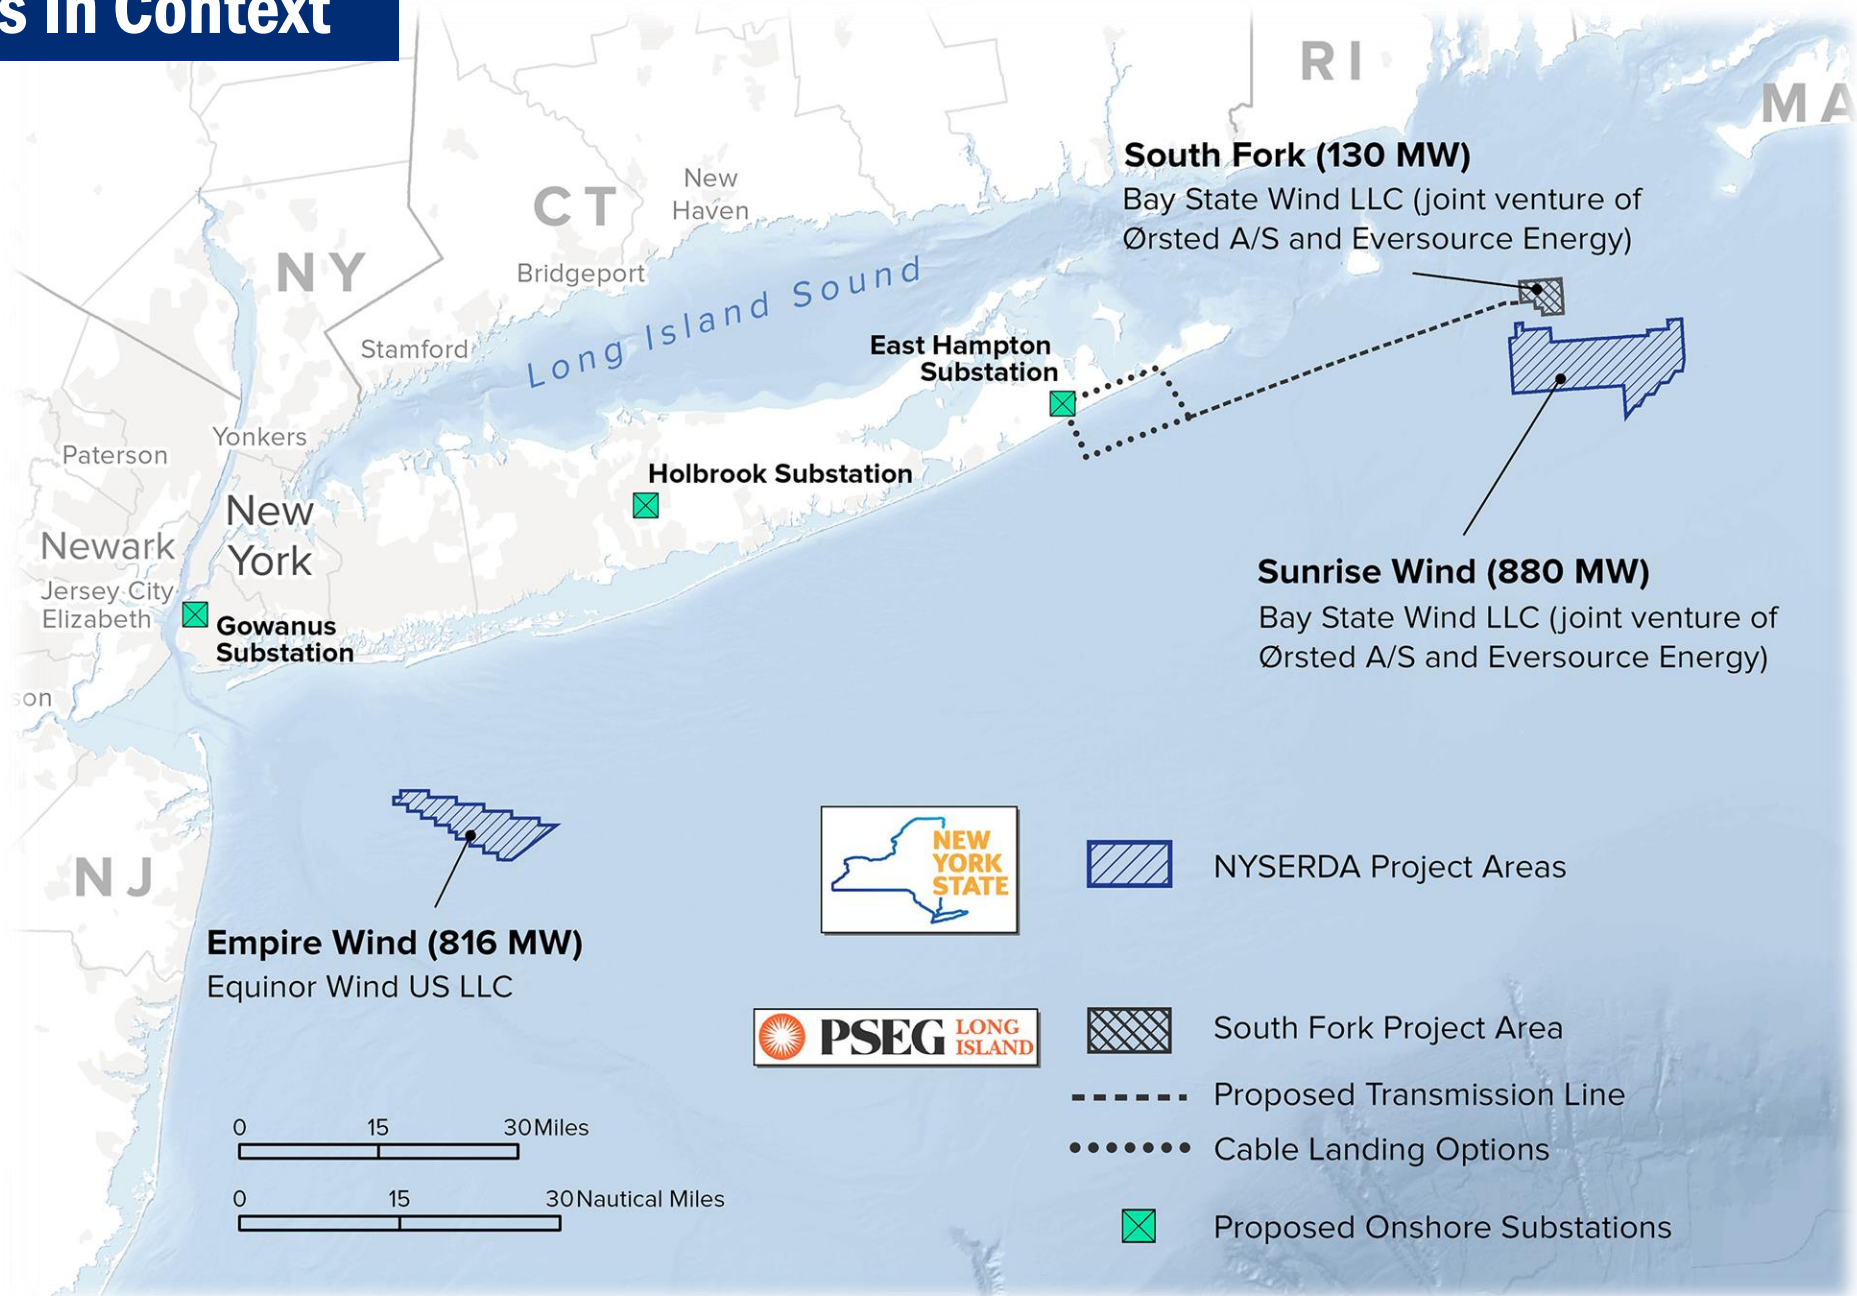 s in Context
RI
MA
South Fork (130 MW)
Bay State Wind LLC (joint venture of
Ørsted A/S and Eversource Energy)
CT
New
Haven
NY
Bridgeport
Long Island Sound
Stamford
East Hampton
Substation
Yonkers
Paterson
Holbrook Substation
New
York
Newark
Jersey City
Elizabeth
Gowanus
Substation
Sunrise Wind (880 MW)
Bay State Wind LLC (joint venture of
Ørsted A/S and Eversource Energy)
son
NJ
Empire Wind (816 MW)
Equinor Wind US LLC
NEW
YORK
STATE
NYSERDA Project Areas
PSEG LONG
ISLAND
South Fork Project Area
Proposed Transmission Line
Cable Landing Options
Proposed Onshore Substations
0 15 30 Miles
0 15 30 Nautical Miles